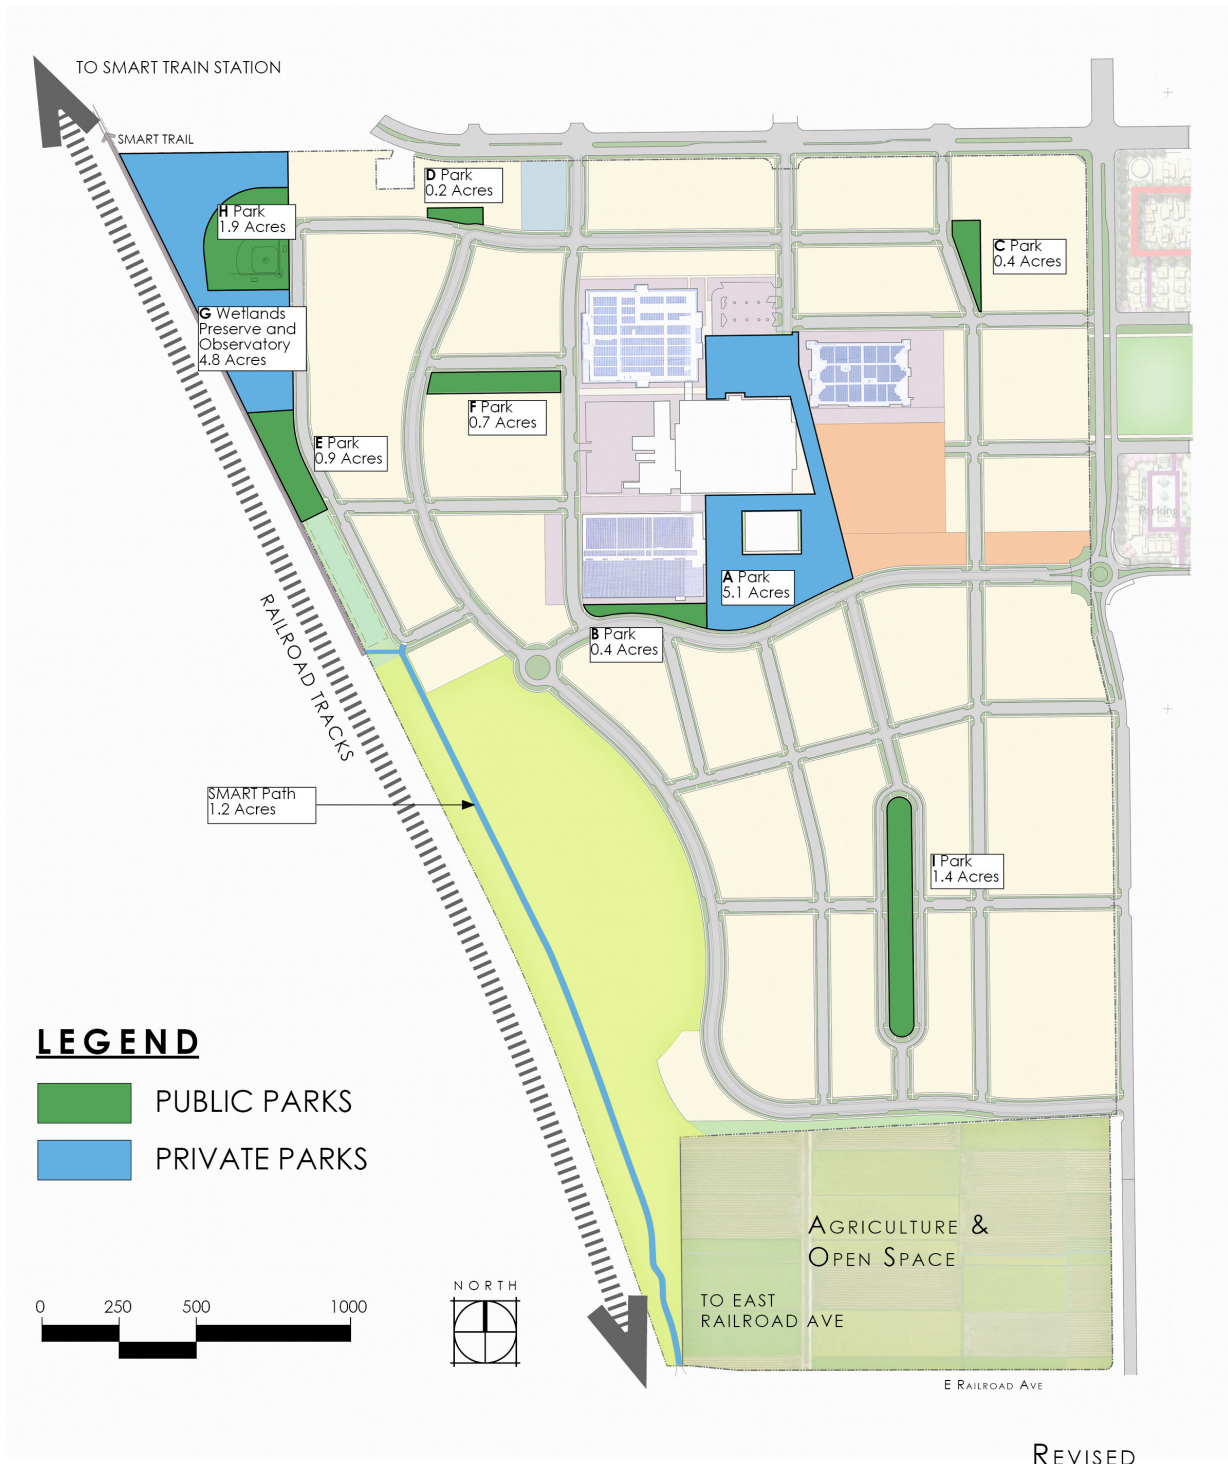 TO SMART TRAIN STATION
SMART TRAIL
D Park
0.2 Acres
H Park
1.9 Acres
C Park
0.4 Acres
G Wetlands
Preserve and
Observatory
4.8 Acres
F Park
0.7 Acres
E Park
0.9 Acres
Parking
A Park
5.1 Acres
B Park
0.4 Acres
RAILROAD TRACKS
SMART Path
1.2 Acres
I Park
1.4 Acres
LEGEND
PUBLIC PARKS
PRIVATE PARKS
AGRICULTURE &
OPEN SPACE
NORTH
0 250 500 1000
TO EAST
RAILROAD AVE
E RAILROAD AVE
REVISED